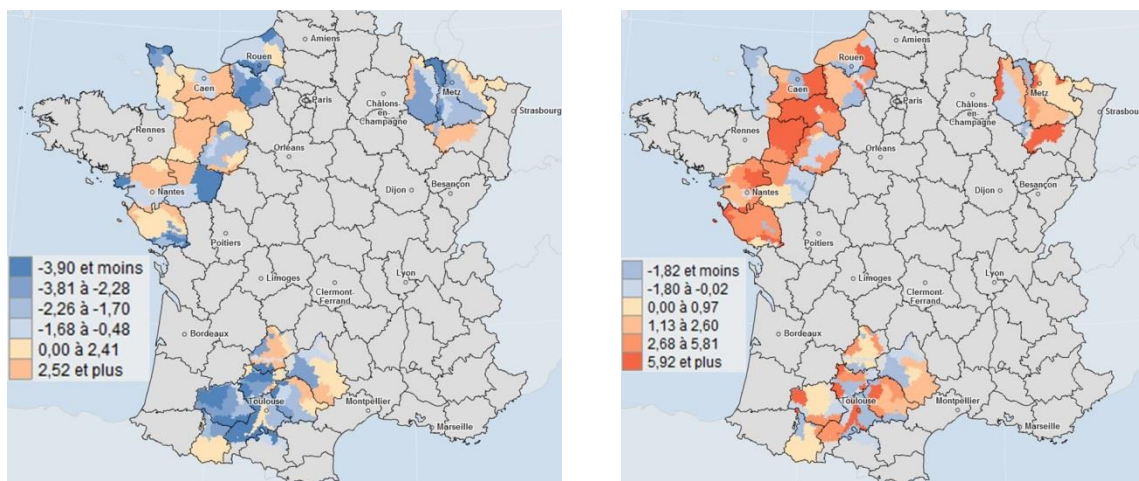 Amiens
Rouen
Caen
Metz
Paris
Châlons-
en-
Champagne
Strasbourg
Rennes
Orléans
Nantes
Dijon
Besançon
Poitiers
Limoges
Clermont-
Ferrand
Lyon
Bordeaux
Toulouse
Montpellier
Marseille
-3,90 et moins
-3,81 à -2,28
-2,26 à -1,70
-1,68 à -0,48
0,00 à 2,41
2,52 et plus
Amiens
Rouen
Caen
Metz
Paris
Châlons-
en-
Champagne
Strasbourg
Rennes
Orléans
Nantes
Dijon
Besançon
Poitiers
Limoges
Clermont-
Ferrand
Lyon
Bordeaux
Toulouse
Montpellier
Marseille
-1,82 et moins
-1,80 à -0,02
0,00 à 0,97
1,13 à 2,60
2,68 à 5,81
5,92 et plus